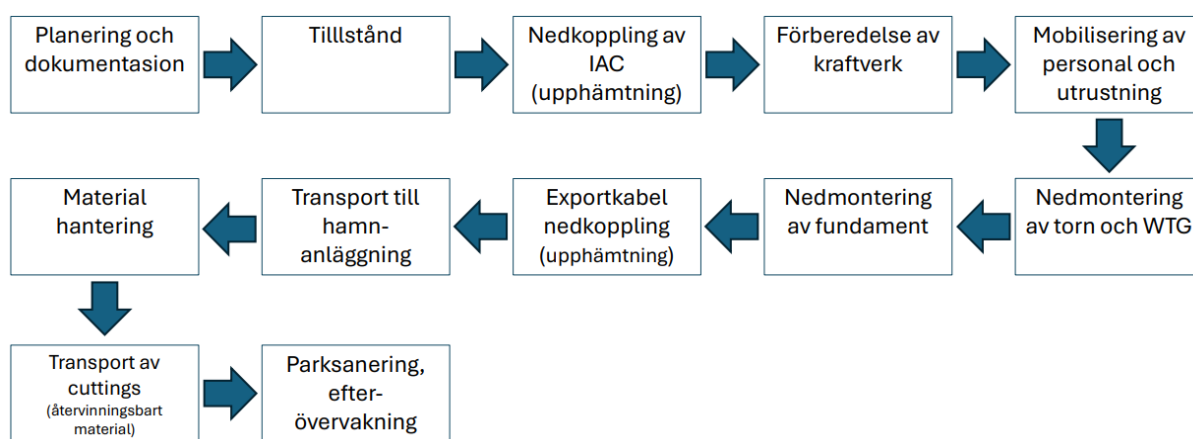 Planering och
dokumentasion
Tilllstånd
Nedkoppling av
IAC
(upphämtning)
Förberedelse av
kraftverk
Mobilisering av
personal och
utrustning
Nedmontering
av torn och WTG
Nedmontering
av fundament
Exportkabel
nedkoppling
(upphämtning)
Transport till
hamn-
anläggning
Material
hantering
Transport av
cuttings
(återvinningsbart
material)
Parksanering,
efter-
övervakning